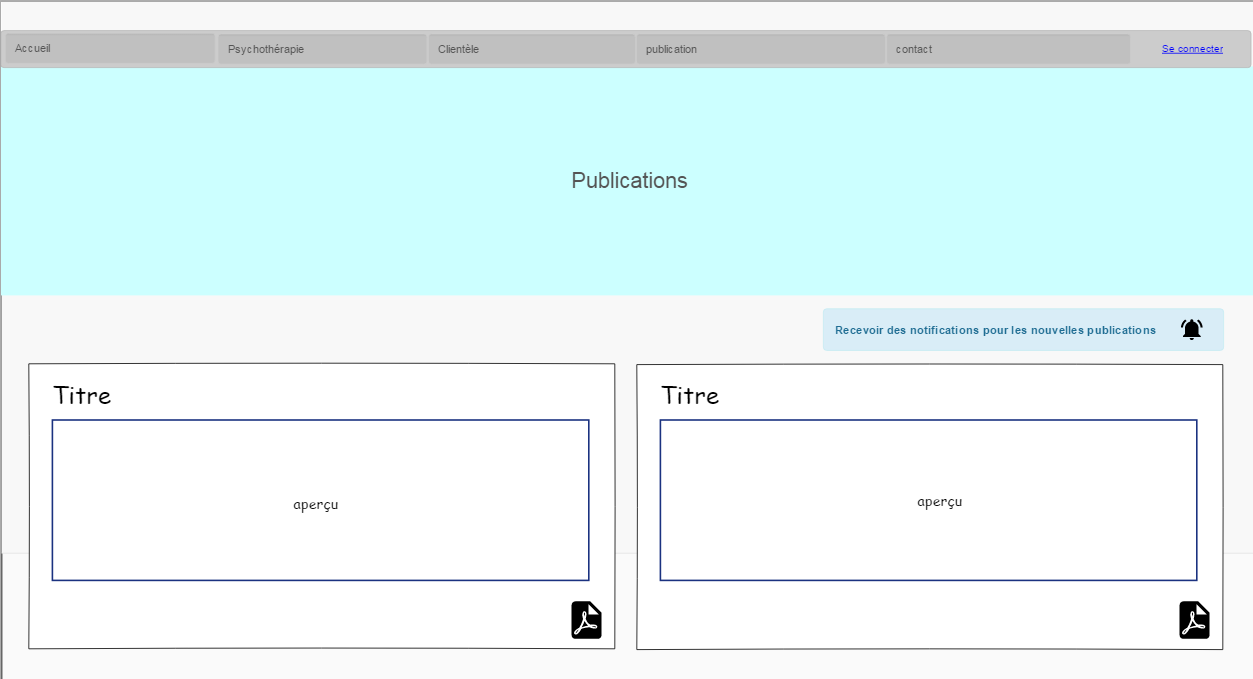 Accueil
Psychothérapie
Clientèle
publication
contact
Se connecter
Publications
Recevoir des notifications pour les nouvelles publications
Titre
aperçu
Titre
aperçu